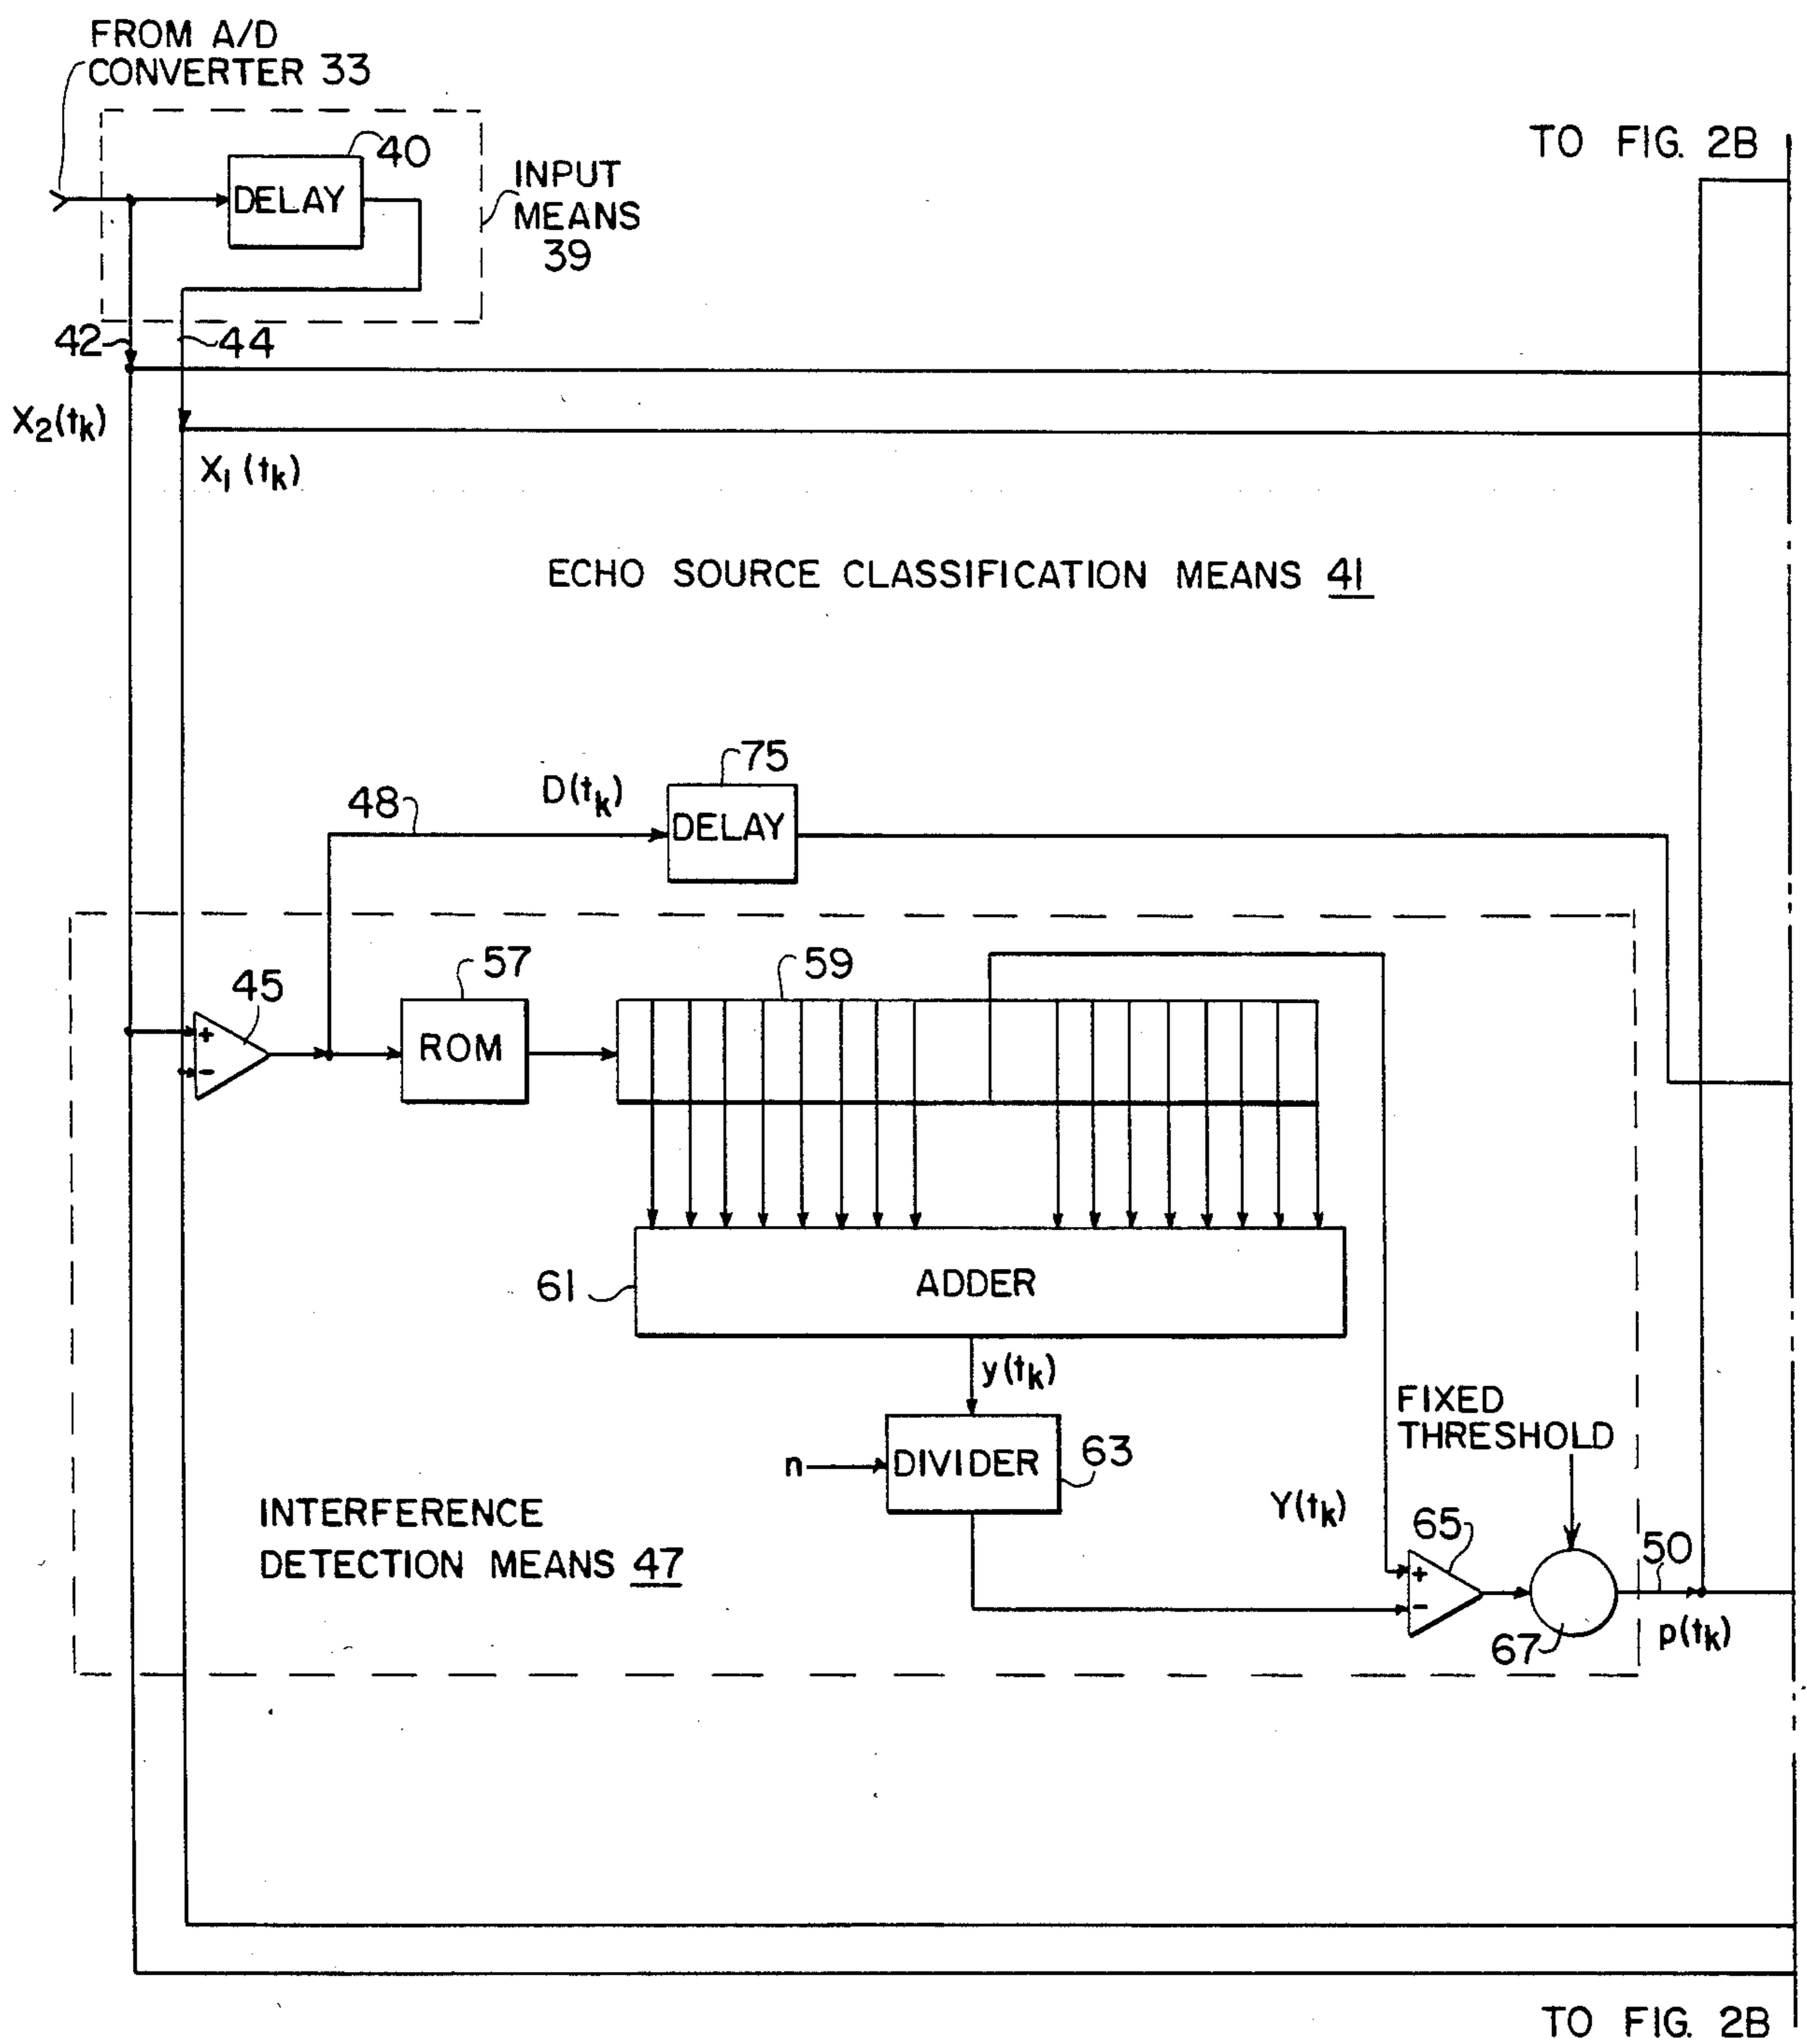 FROM A/D
CONVERTER 33
TO FIG. 2B
40
DELAY
INPUT
MEANS
39
42
44
X2(tk)
X1(tk)
ECHO SOURCE CLASSIFICATION MEANS 41
75
D(tk)
48
DELAY
57
59
45
+
ROM
−
61
ADDER
y(tk)
FIXED
THRESHOLD
n
DIVIDER
63
Y(tk)
INTERFERENCE
DETECTION MEANS 47
65
50
+
−
67
p(tk)
TO FIG. 2B